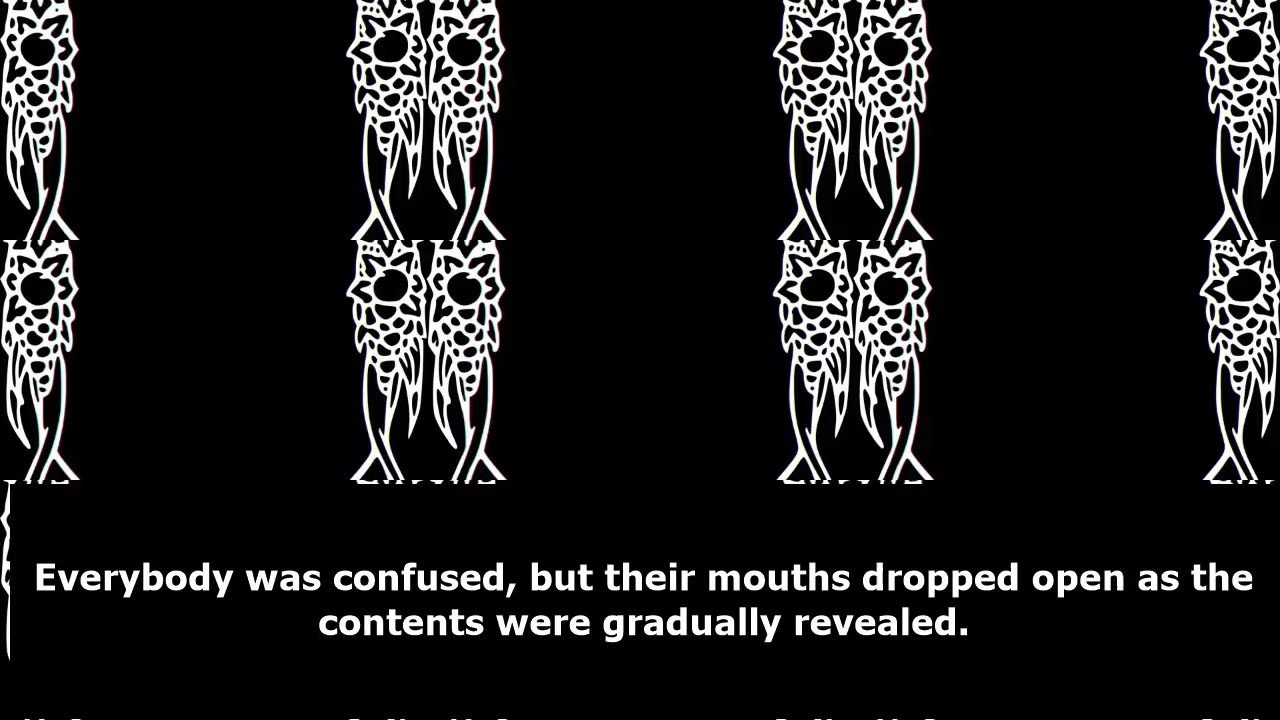 Everybody was confused, but their mouths dropped open as the
contents were gradually revealed.